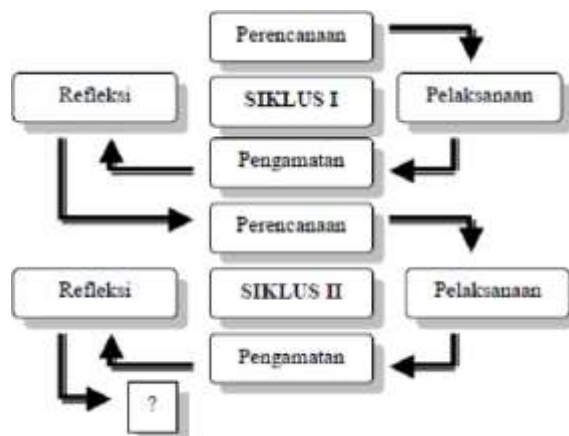 Perencanaan
Refleksi
SIKLUS I
Pelaksanaan
Pengamatan
Perencanaan
Refleksi
SIKLUS II
Pelaksanaan
Pengamatan
?